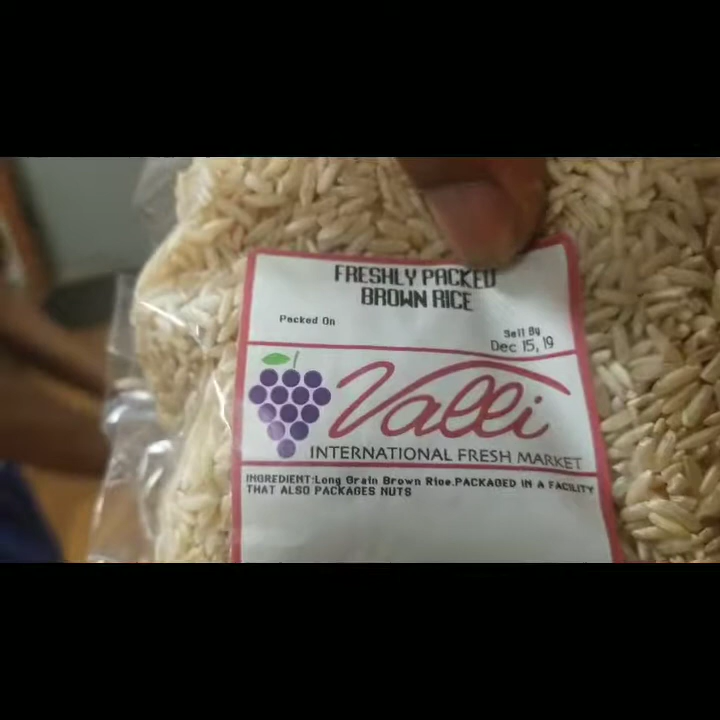 FRESHLY PACKED
BROWN RICE
Packed On
Sell By
Dec 15, 19
Valli
INTERNATIONAL FRESH MARKET
INGREDIENT:Long Grain Brown Rice.PACKAGED IN A FACILITY
THAT ALSO PACKAGES NUTS